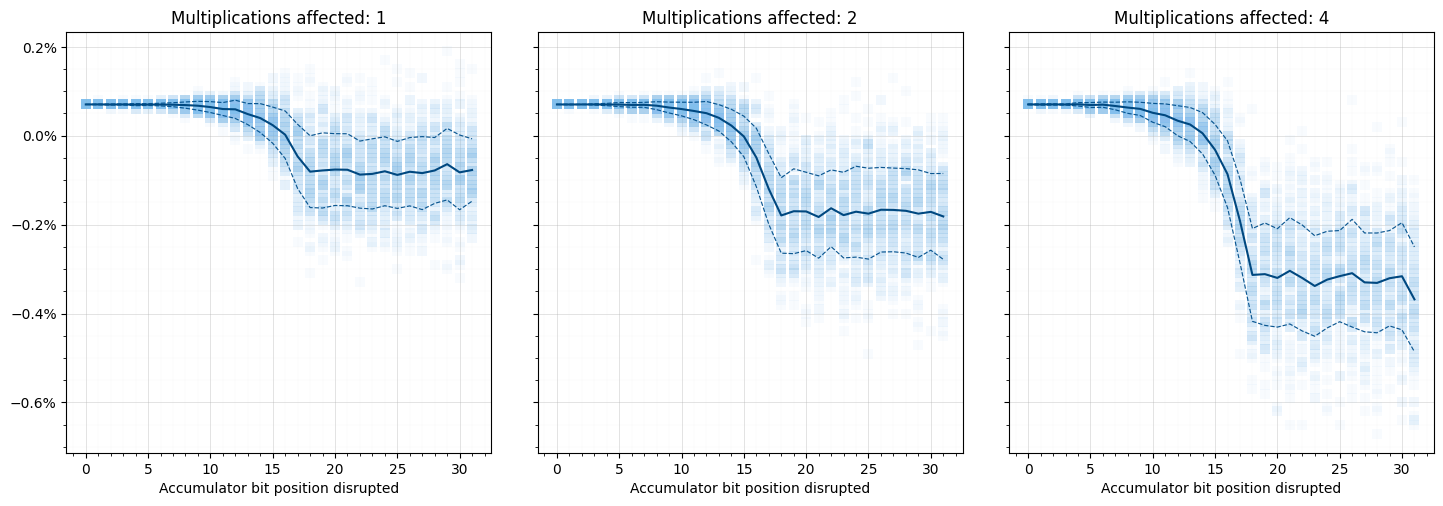 Multiplications affected: 1
Multiplications affected: 2
Multiplications affected: 4
0.2%
0.0%
−0.2%
−0.4%
−0.6%
0 5 10 15 20 25 30
0 5 10 15 20 25 30
0 5 10 15 20 25 30
Accumulator bit position disrupted
Accumulator bit position disrupted
Accumulator bit position disrupted